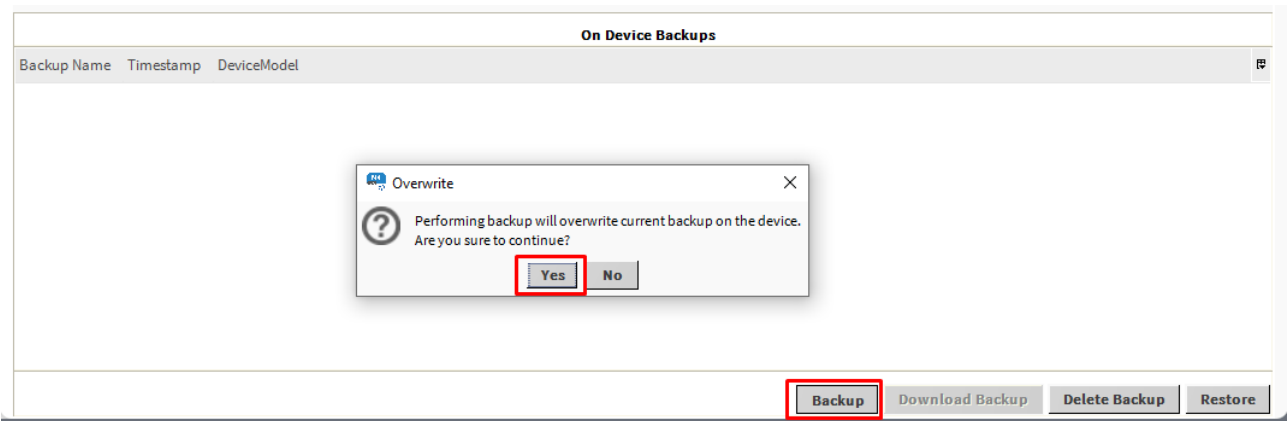 On Device Backups
Backup Name Timestamp DeviceModel
N4 Overwrite
Performing backup will overwrite current backup on the device.
Are you sure to continue?
Yes No
Backup Download Backup Delete Backup Restore